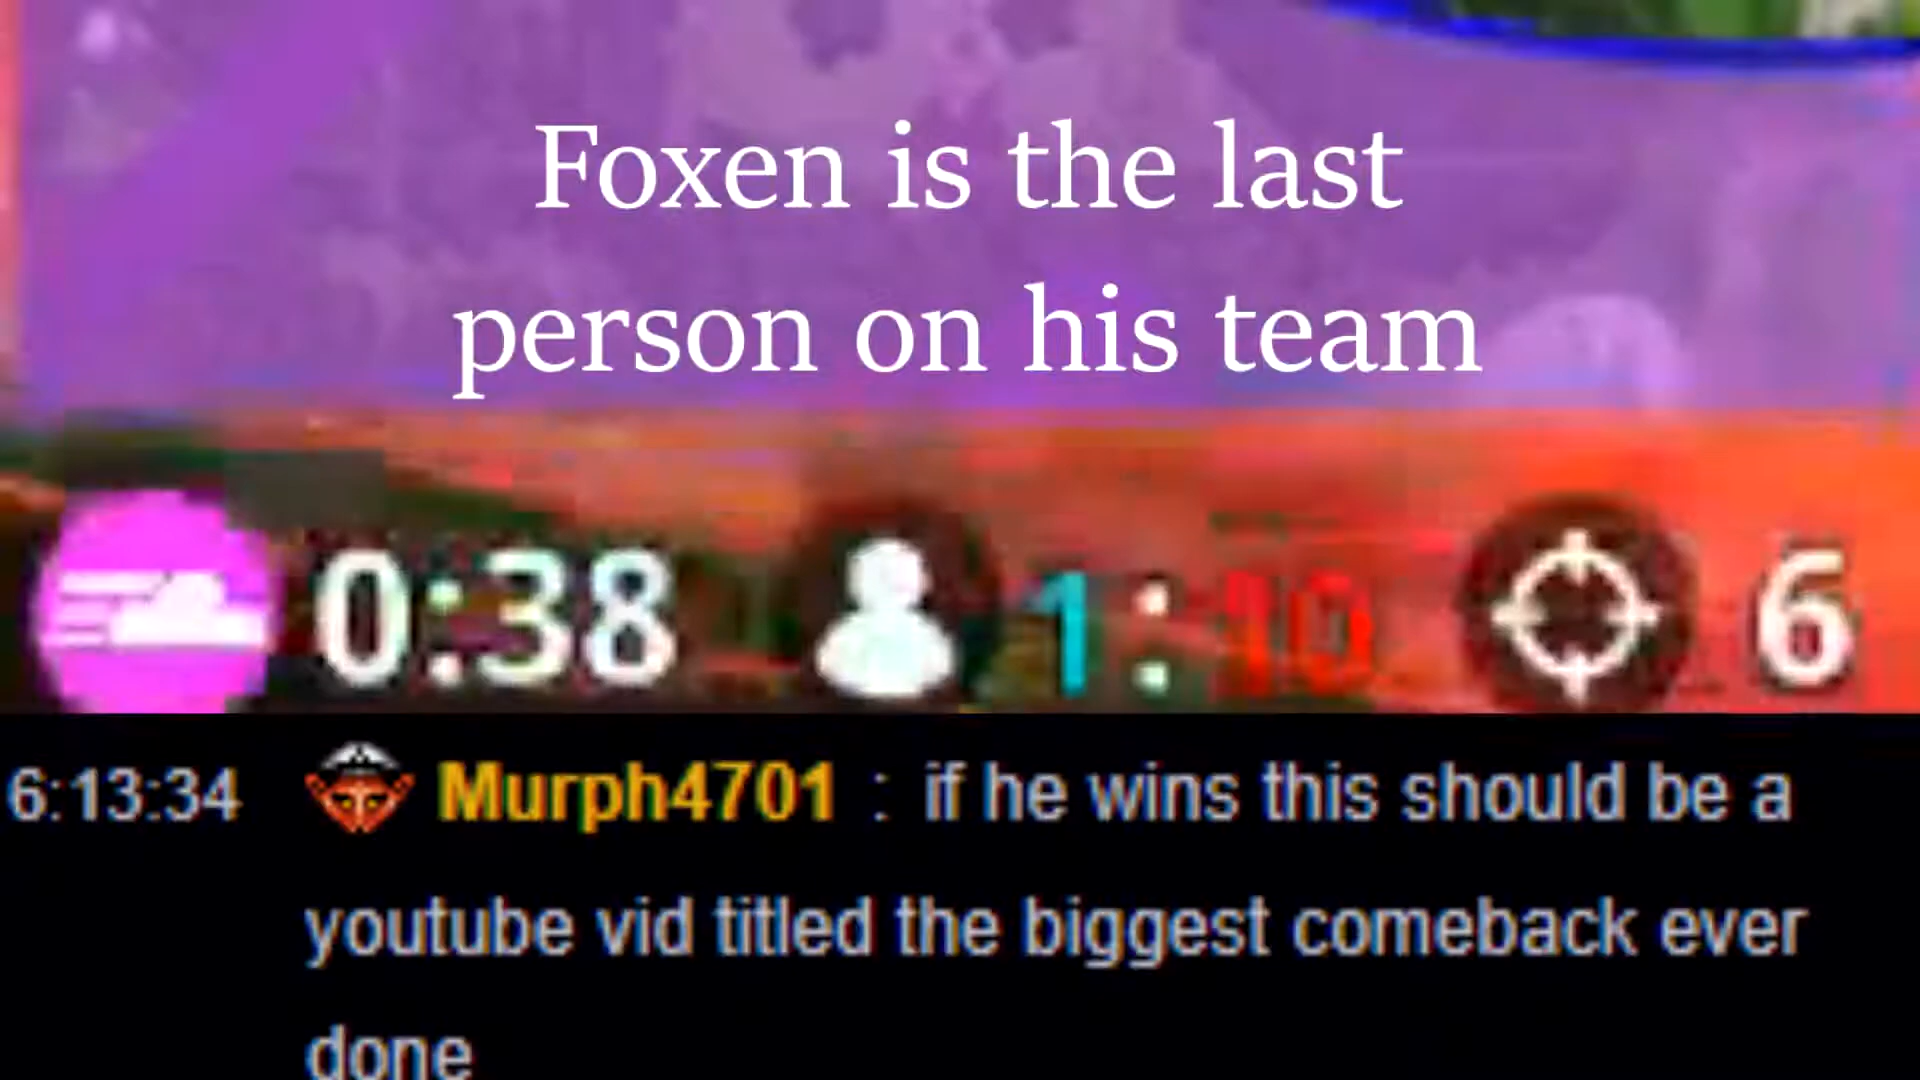 Foxen is the last
person on his team
0:38 1:10 6
6:13:34 Murph4701 : if he wins this should be a
youtube vid titled the biggest comeback ever
done